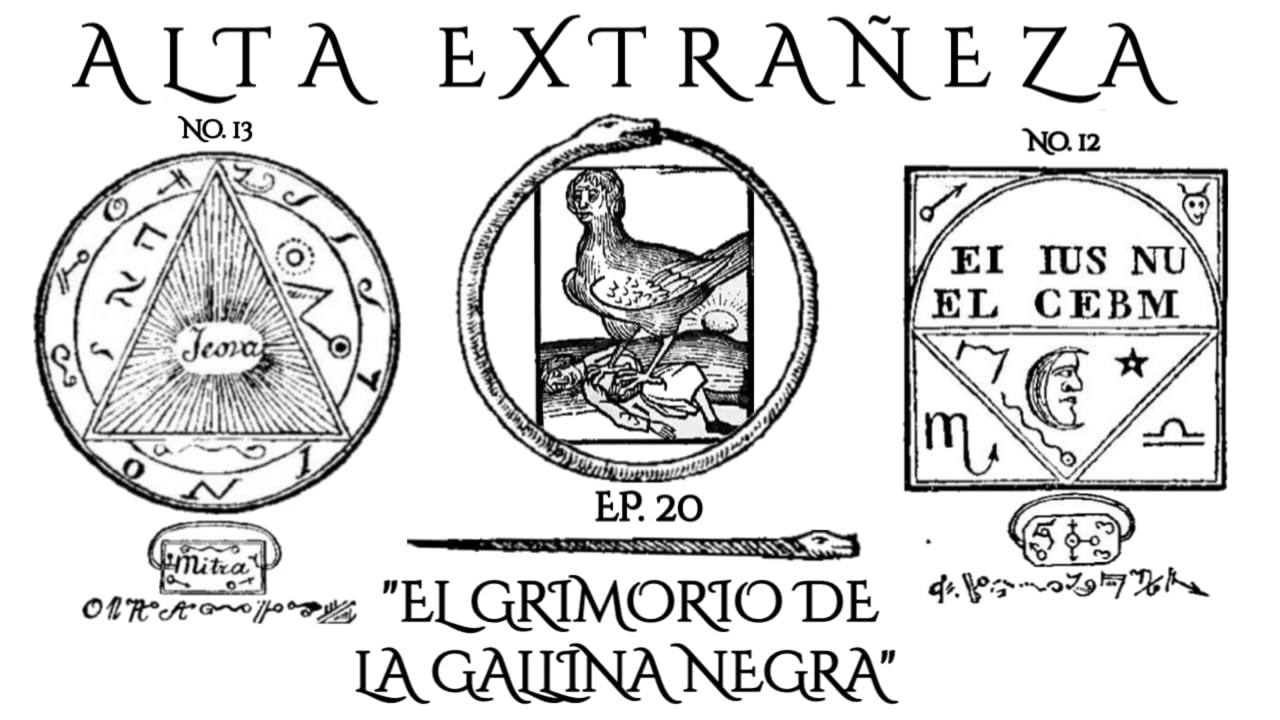 ALTA EXTRAÑEZA
NO. 13
NO. 12
Jeova
EI IUS NU
EL CEBM
Mitra
EP. 20
"EL GRIMORIO DE
LA GALLINA NEGRA"